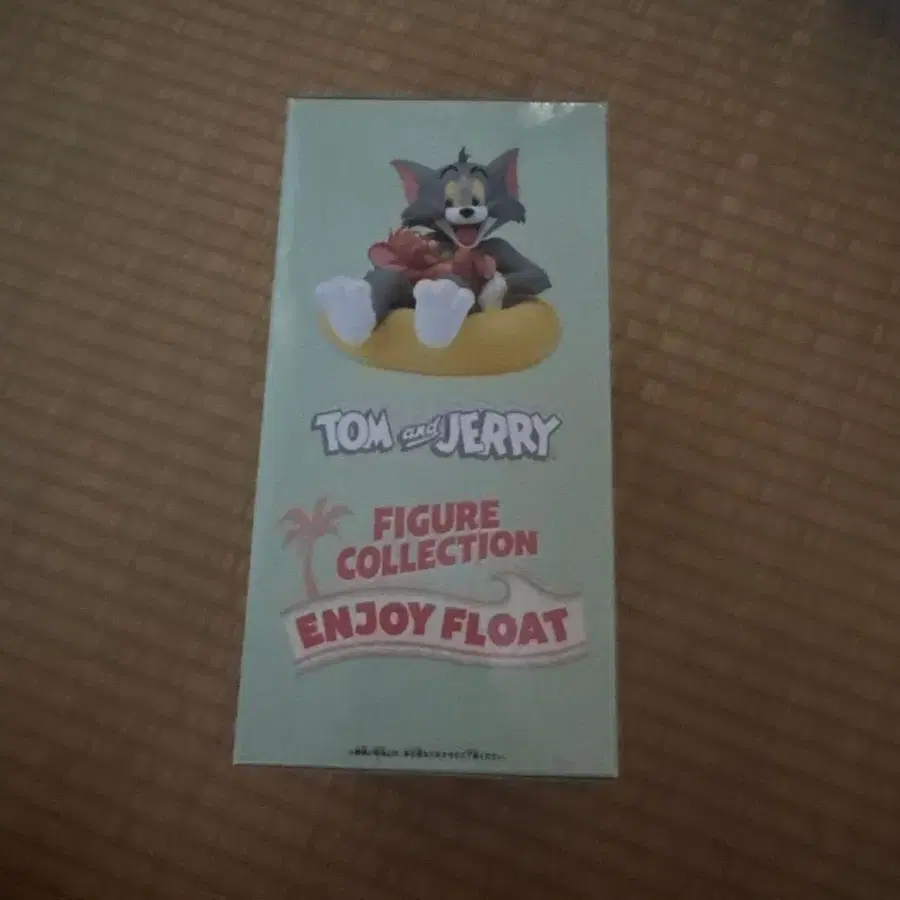 TOM and JERRY
FIGURE
COLLECTION
ENJOY FLOAT